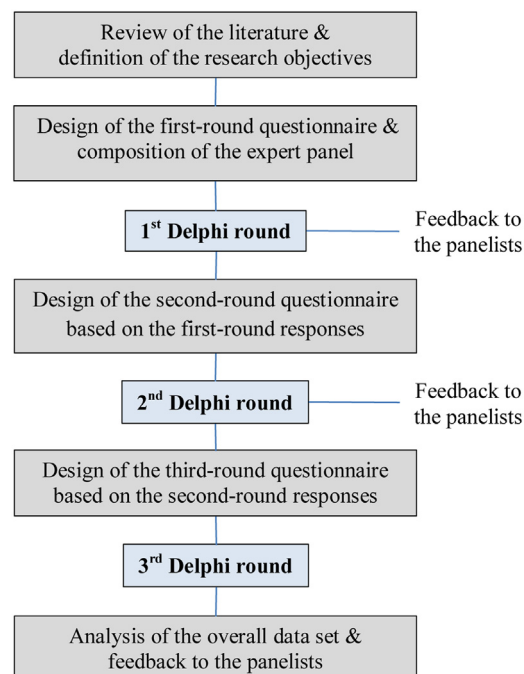 Review of the literature &
definition of the research objectives
Design of the first-round questionnaire &
composition of the expert panel
1st Delphi round
Feedback to
the panelists
Design of the second-round questionnaire
based on the first-round responses
2nd Delphi round
Feedback to
the panelists
Design of the third-round questionnaire
based on the second-round responses
3rd Delphi round
Analysis of the overall data set &
feedback to the panelists